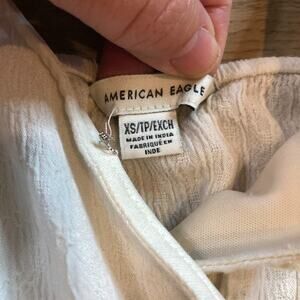 AMERICAN EAGLE
XS/TP/EXCH
MADE IN INDIA
FABRIQUÉ EN
INDE